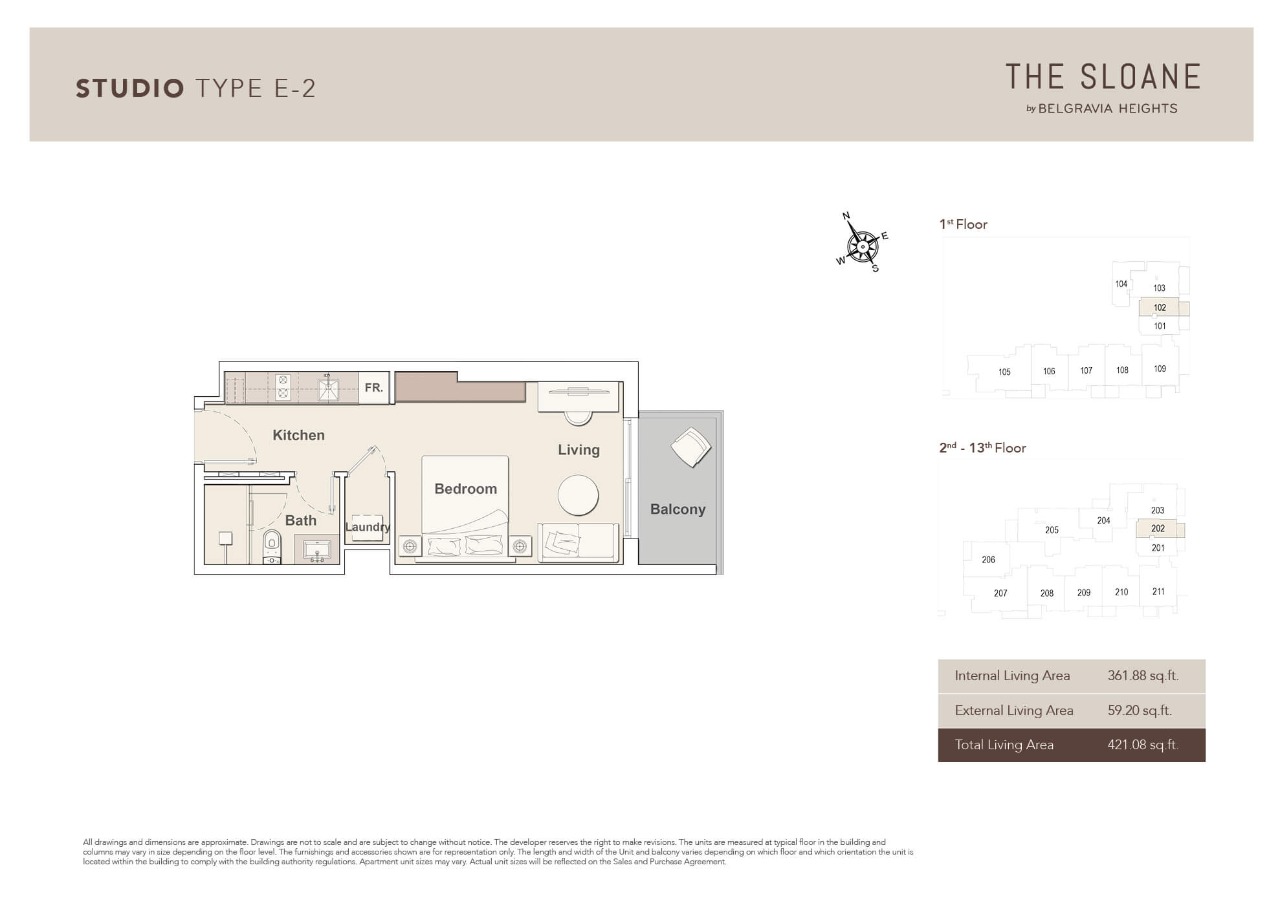 STUDIO TYPE E-2
THE SLOANE
by BELGRAVIA HEIGHTS
N
E
W
S
1st Floor
104
103
102
101
105
106
107
108
109
FR.
Kitchen
Living
Bedroom
Balcony
Bath
Laundry
2nd - 13th Floor
203
204
202
205
201
206
207
208
209
210
211
Internal Living Area 361.88 sq.ft.
External Living Area 59.20 sq.ft.
Total Living Area 421.08 sq.ft.
All drawings and dimensions are approximate. Drawings are not to scale and are subject to change without notice. The developer reserves the right to make revisions. The units are measured at typical floor in the building and
columns may vary in size depending on the floor level. The furnishings and accessories shown are for representation only. The length and width of the Unit and balcony varies depending on which floor and which orientation the unit is
located within the building to comply with the building authority regulations. Apartment unit sizes may vary. Actual unit sizes will be reflected on the Sales and Purchase Agreement.